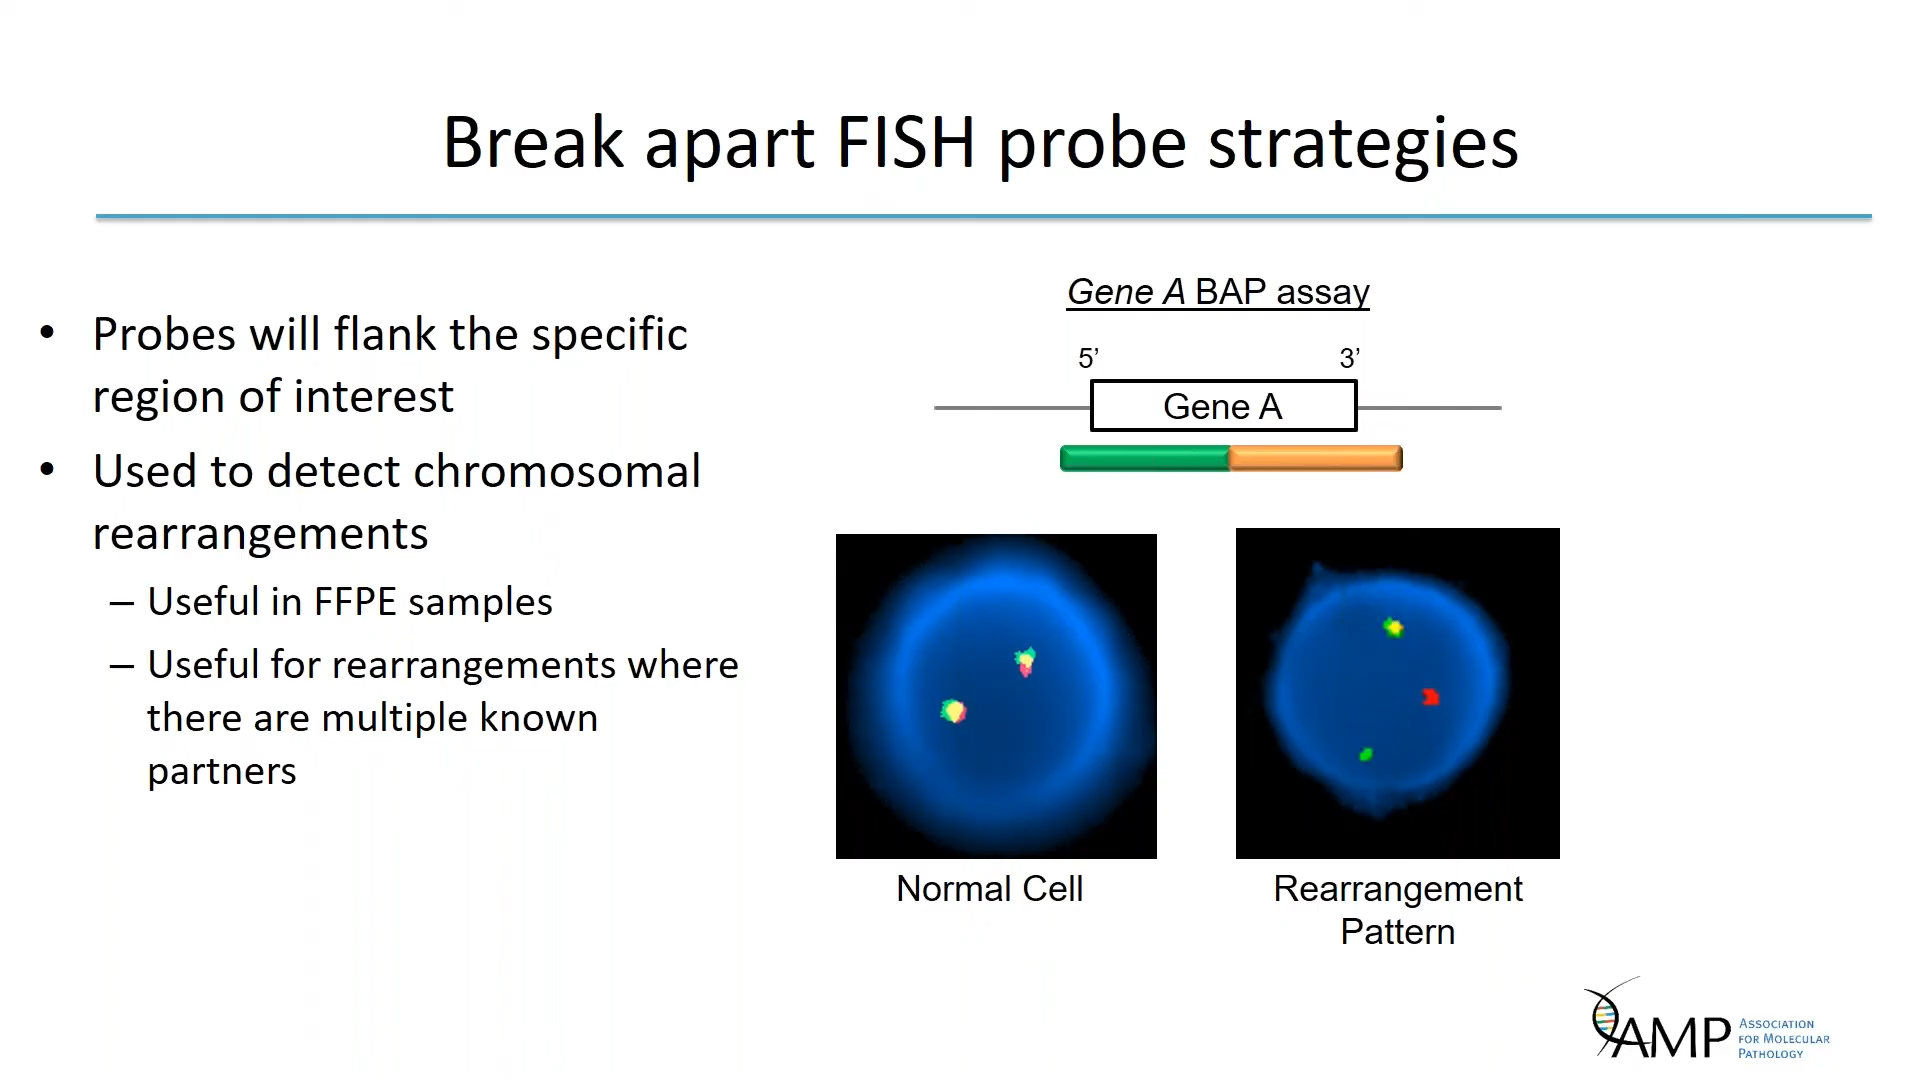 Break apart FISH probe strategies
• Probes will flank the specific
region of interest
• Used to detect chromosomal
rearrangements
– Useful in FFPE samples
– Useful for rearrangements where
there are multiple known
partners
Gene A BAP assay
5’ 3’
Gene A
Normal Cell
Rearrangement
Pattern
AMP
ASSOCIATION
FOR MOLECULAR
PATHOLOGY